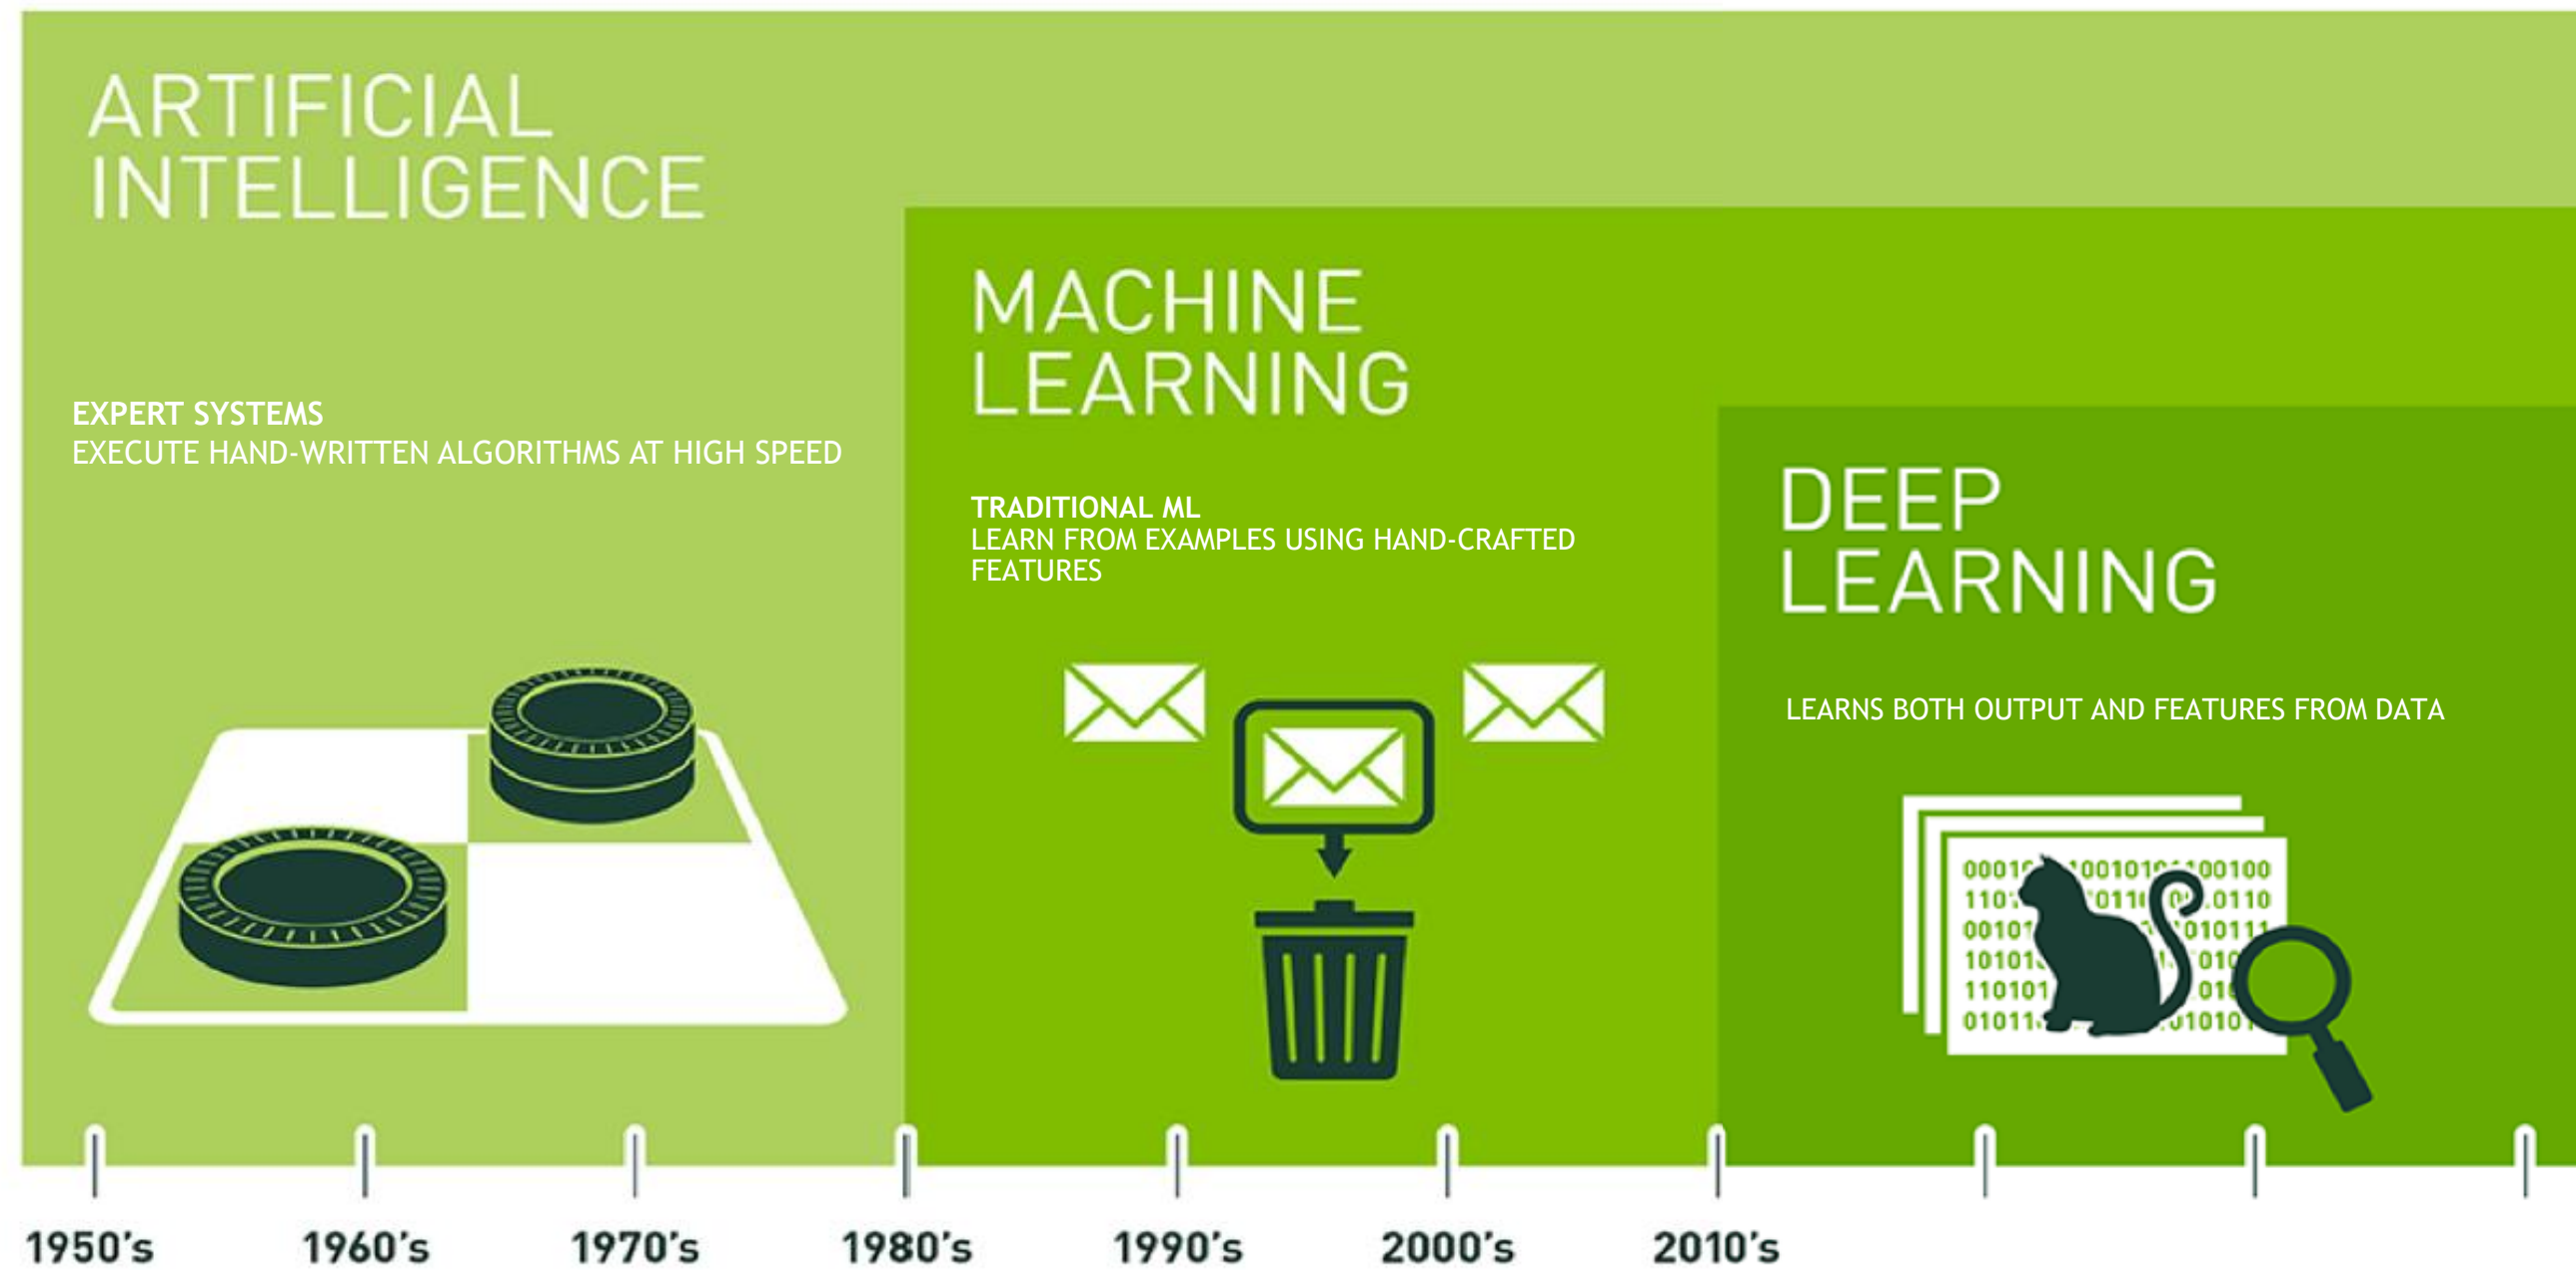 ARTIFICIAL
INTELLIGENCE
EXPERT SYSTEMS
EXECUTE HAND-WRITTEN ALGORITHMS AT HIGH SPEED
MACHINE
LEARNING
TRADITIONAL ML
LEARN FROM EXAMPLES USING HAND-CRAFTED
FEATURES
DEEP
LEARNING
LEARNS BOTH OUTPUT AND FEATURES FROM DATA
1950's 1960's 1970's 1980's 1990's 2000's 2010's